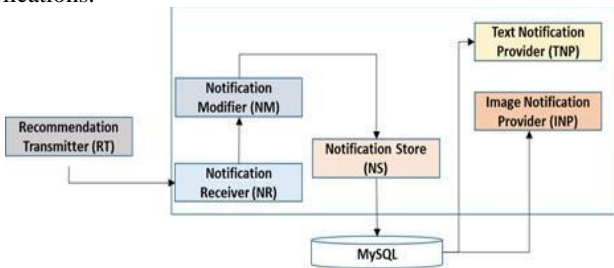 ifications.
Text Notification
Provider (TNP)
Notification
Modifier (NM)
Image Notification
Provider (INP)
Recommendation
Transmitter (RT)
Notification Store
(NS)
Notification
Receiver (NR)
MySQL